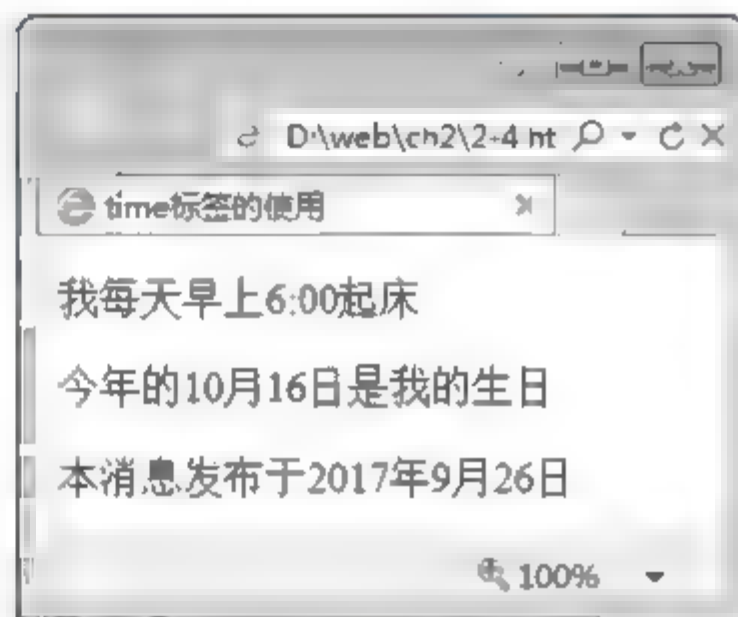 D:\web\ch2\2-4 ht
time标签的使用
我每天早上6:00起床
今年的10月16日是我的生日
本消息发布于2017年9月26日
100%